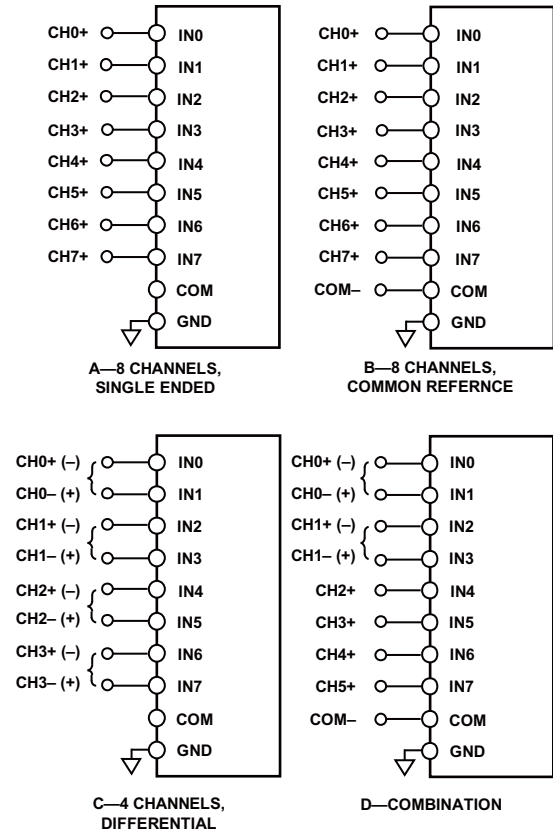 CH0+ IN0
CH1+ IN1
CH2+ IN2
CH3+ IN3
CH4+ IN4
CH5+ IN5
CH6+ IN6
CH7+ IN7
COM
GND
A—8 CHANNELS,
SINGLE ENDED
CH0+ IN0
CH1+ IN1
CH2+ IN2
CH3+ IN3
CH4+ IN4
CH5+ IN5
CH6+ IN6
CH7+ IN7
COM– COM
GND
B—8 CHANNELS,
COMMON REFERNCE
CH0+ (–) IN0
CH0– (+) IN1
CH1+ (–) IN2
CH1– (+) IN3
CH2+ (–) IN4
CH2– (+) IN5
CH3+ (–) IN6
CH3– (+) IN7
COM
GND
C—4 CHANNELS,
DIFFERENTIAL
CH0+ (–) IN0
CH0– (+) IN1
CH1+ (–) IN2
CH1– (+) IN3
CH2+ IN4
CH3+ IN5
CH4+ IN6
CH5+ IN7
COM– COM
GND
D—COMBINATION